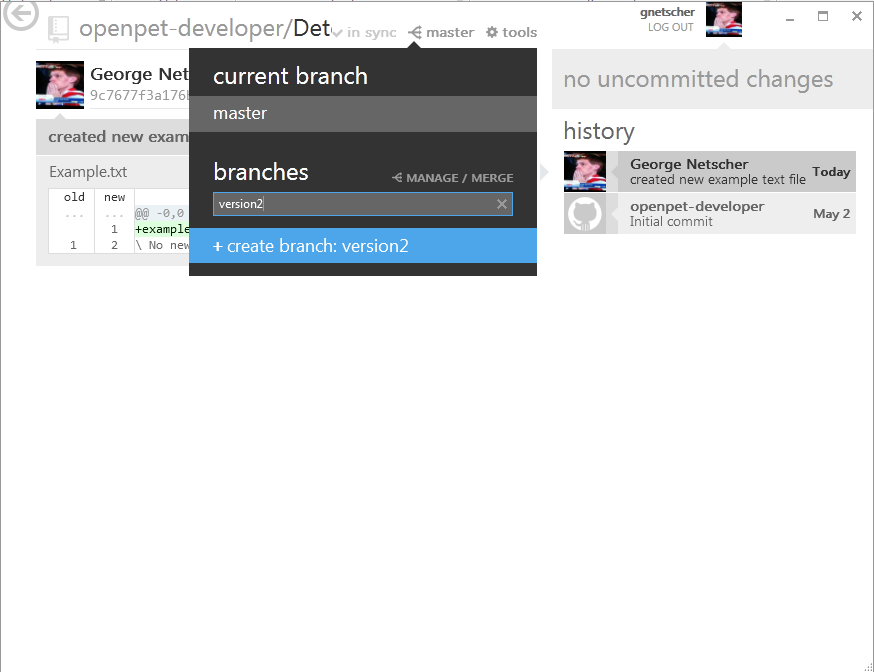 openpet-developer/Det
in sync
master
tools
gnetscher
LOG OUT
George Net
9c7677f3a176
created new exam
Example.txt
old new
... ... @@ -0,0
1 +example
1 2 \ No new
current branch
master
branches
MANAGE / MERGE
version2
+ create branch: version2
no uncommitted changes
history
George Netscher
created new example text file
Today
openpet-developer
Initial commit
May 2